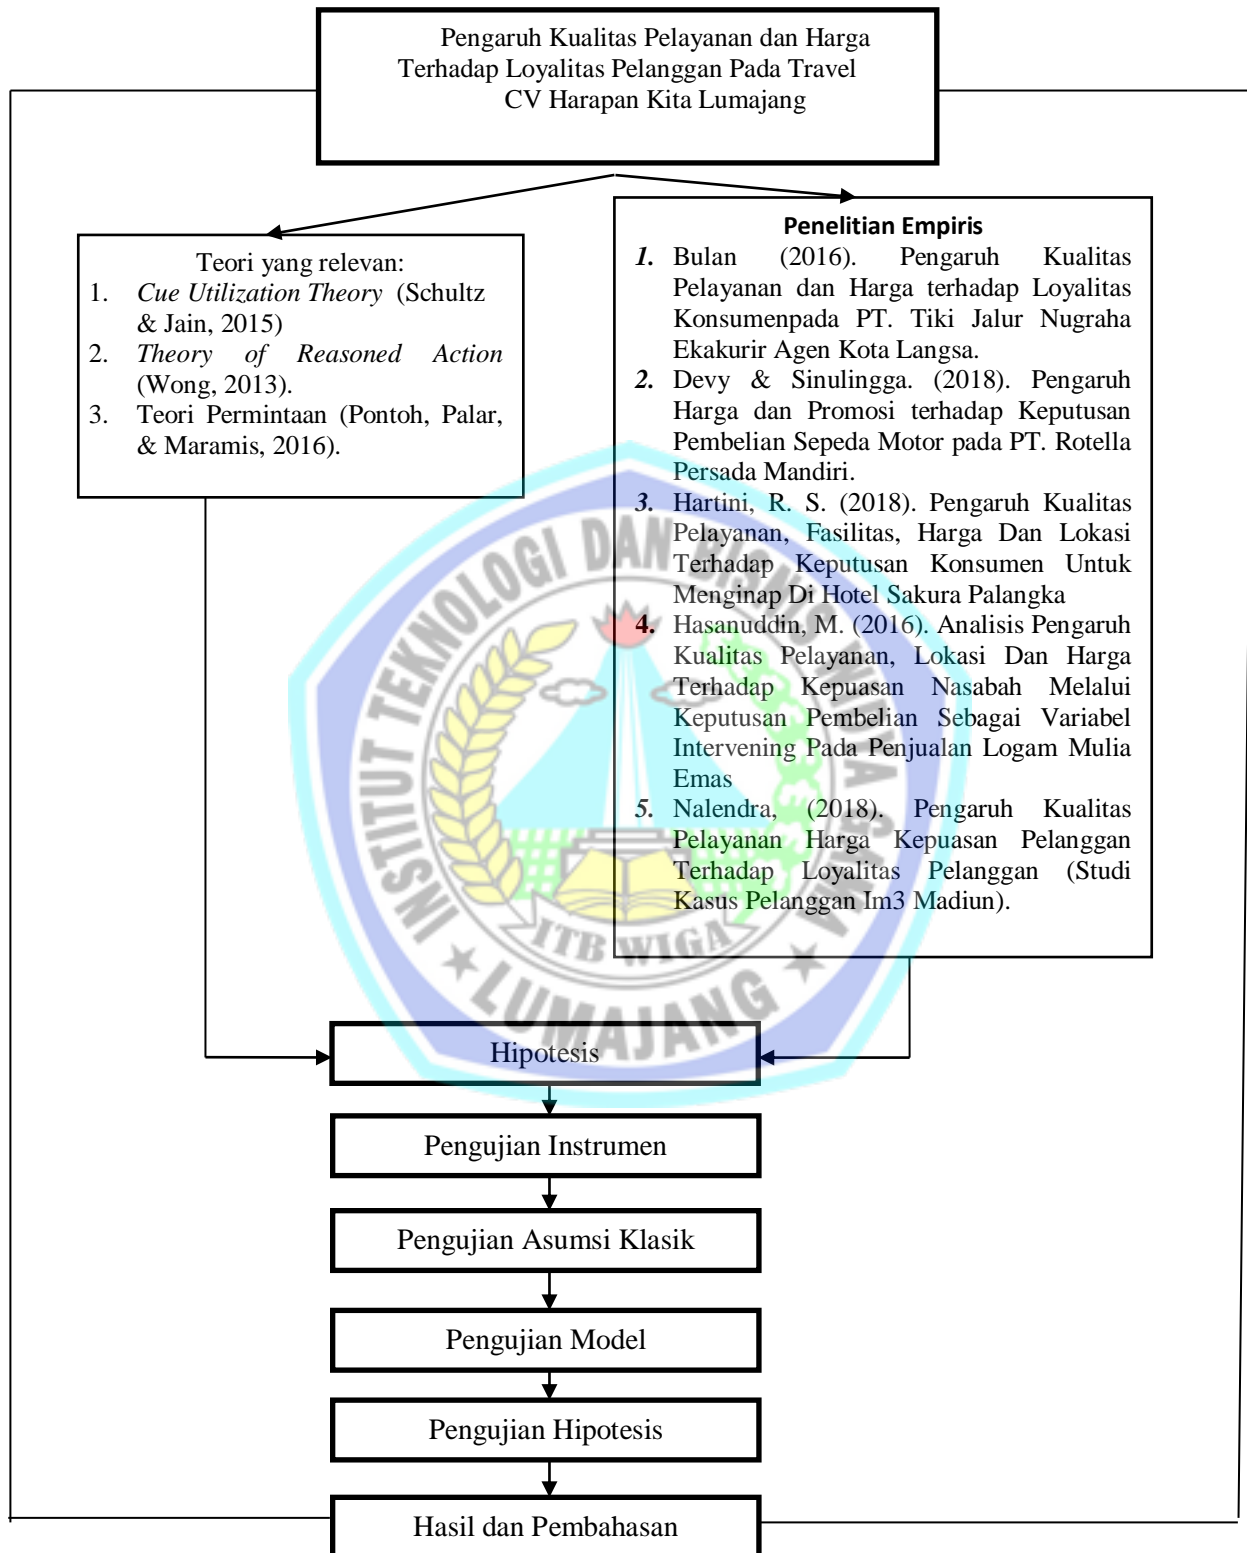 Pengaruh Kualitas Pelayanan dan Harga
Terhadap Loyalitas Pelanggan Pada Travel
CV Harapan Kita Lumajang
Teori yang relevan:
1. Cue Utilization Theory (Schultz
& Jain, 2015)
2. Theory of Reasoned Action
(Wong, 2013).
3. Teori Permintaan (Pontoh, Palar,
& Maramis, 2016).
Penelitian Empiris
1. Bulan (2016). Pengaruh Kualitas
Pelayanan dan Harga terhadap Loyalitas
Konsumenpada PT. Tiki Jalur Nugraha
Ekakurir Agen Kota Langsa.
2. Devy & Sinulingga. (2018). Pengaruh
Harga dan Promosi terhadap Keputusan
Pembelian Sepeda Motor pada PT. Rotella
Persada Mandiri.
3. Hartini, R. S. (2018). Pengaruh Kualitas
Pelayanan, Fasilitas, Harga Dan Lokasi
Terhadap Keputusan Konsumen Untuk
Menginap Di Hotel Sakura Palangka
4. Hasanuddin, M. (2016). Analisis Pengaruh
Kualitas Pelayanan, Lokasi Dan Harga
Terhadap Kepuasan Nasabah Melalui
Keputusan Pembelian Sebagai Variabel
Intervening Pada Penjualan Logam Mulia
Emas
5. Nalendra, (2018). Pengaruh Kualitas
Pelayanan Harga Kepuasan Pelanggan
Terhadap Loyalitas Pelanggan (Studi
Kasus Pelanggan Im3 Madiun).
INSTITUT TEKNOLOGI DAN BISNIS WIDYA GAMA
ITB WIGA
LUMAJANG
Hipotesis
Pengujian Instrumen
Pengujian Asumsi Klasik
Pengujian Model
Pengujian Hipotesis
Hasil dan Pembahasan